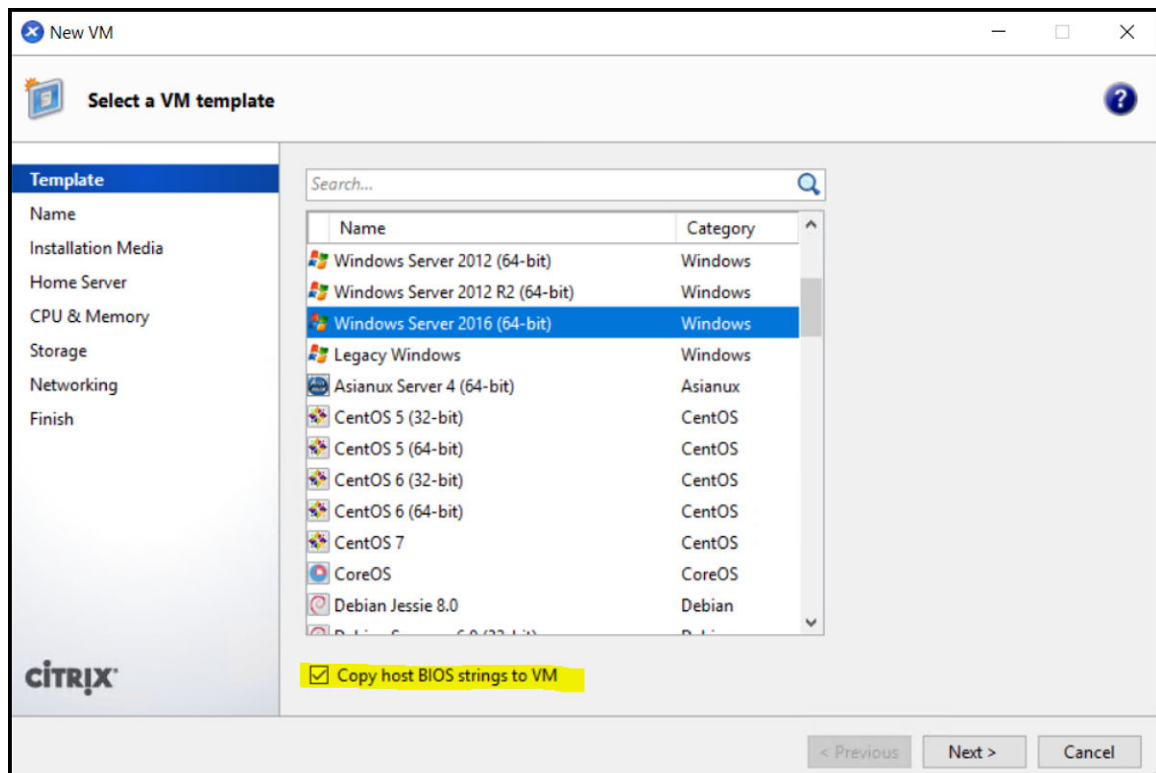 New VM
Select a VM template
?
Template
Name
Installation Media
Home Server
CPU & Memory
Storage
Networking
Finish
Search...
Name Category
Windows Server 2012 (64-bit) Windows
Windows Server 2012 R2 (64-bit) Windows
Windows Server 2016 (64-bit) Windows
Legacy Windows Windows
Asianux Server 4 (64-bit) Asianux
CentOS 5 (32-bit) CentOS
CentOS 5 (64-bit) CentOS
CentOS 6 (32-bit) CentOS
CentOS 6 (64-bit) CentOS
CentOS 7 CentOS
CoreOS CoreOS
Debian Jessie 8.0 Debian
Copy host BIOS strings to VM
CITRIX
< Previous Next > Cancel